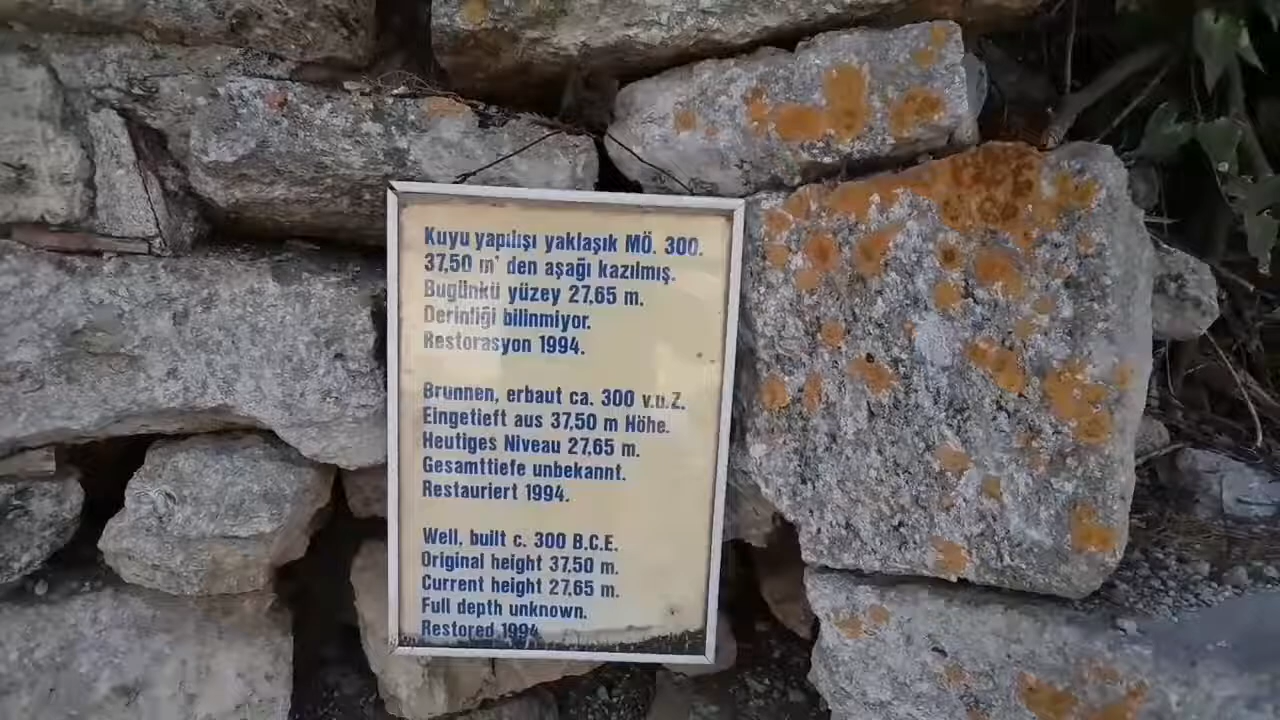 Kuyu yapılışı yaklaşık MÖ. 300.
37,50 m' den aşağı kazılmış.
Bugünkü yüzey 27,65 m.
Derinliği bilinmiyor.
Restorasyon 1994.
Brunnen, erbaut ca. 300 v.u.Z.
Eingetieft aus 37,50 m Höhe.
Heutiges Niveau 27,65 m.
Gesamttiefe unbekannt.
Restauriert 1994.
Well, built c. 300 B.C.E.
Original height 37,50 m.
Current height 27,65 m.
Full depth unknown.
Restored 1994